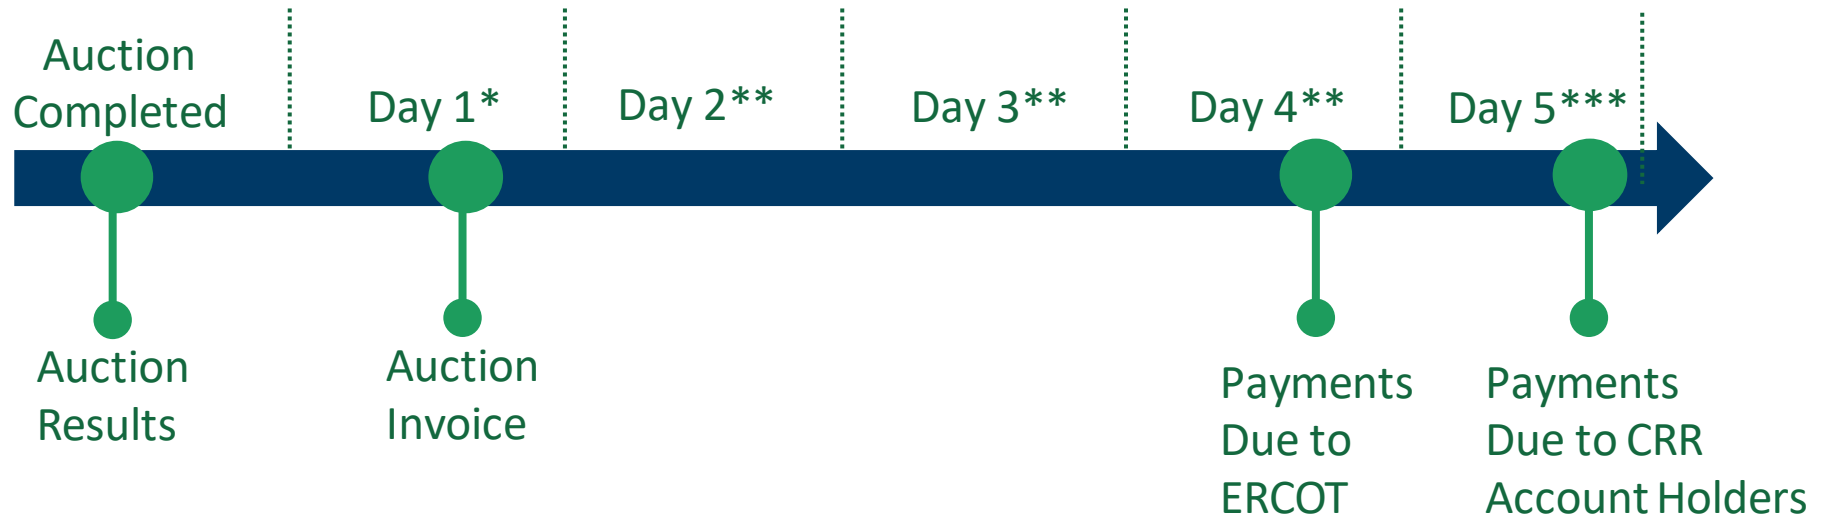 Auction
Completed
Day 1*
Day 2**
Day 3**
Day 4**
Day 5***
Auction
Results
Auction
Invoice
Payments
Due to
ERCOT
Payments
Due to CRR
Account Holders